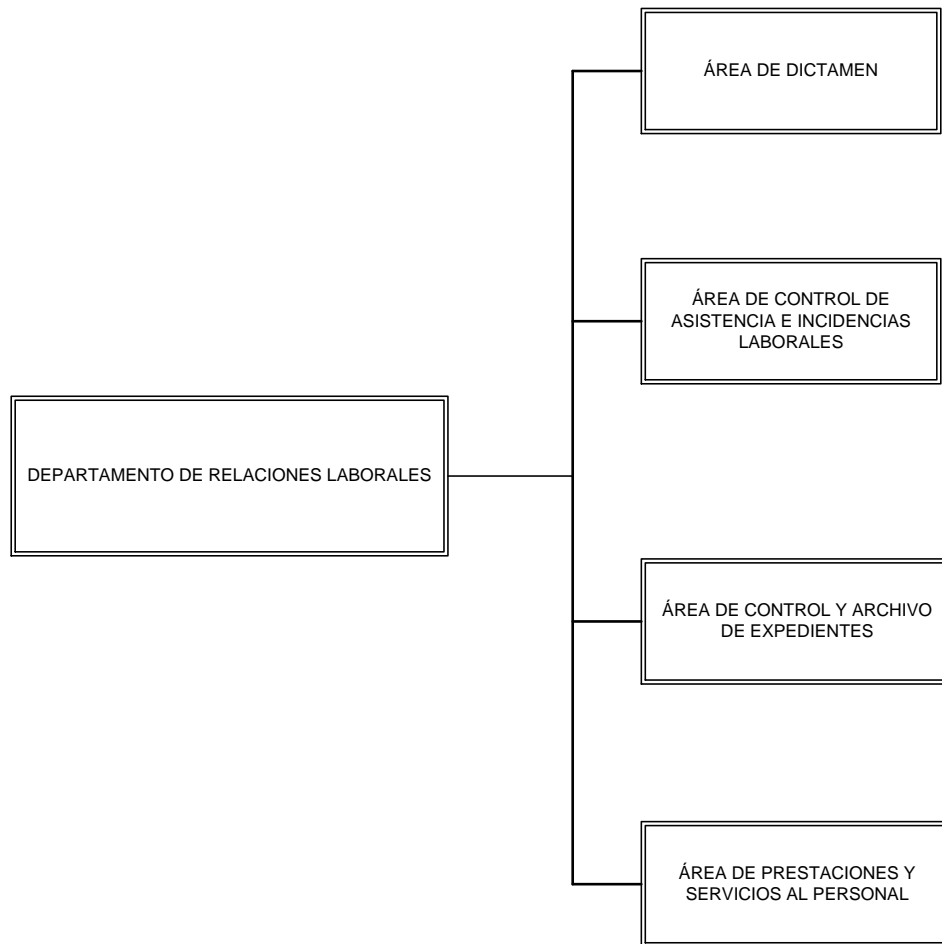 ÁREA DE DICTAMEN
ÁREA DE CONTROL DE
ASISTENCIA E INCIDENCIAS
LABORALES
DEPARTAMENTO DE RELACIONES LABORALES
ÁREA DE CONTROL Y ARCHIVO
DE EXPEDIENTES
ÁREA DE PRESTACIONES Y
SERVICIOS AL PERSONAL